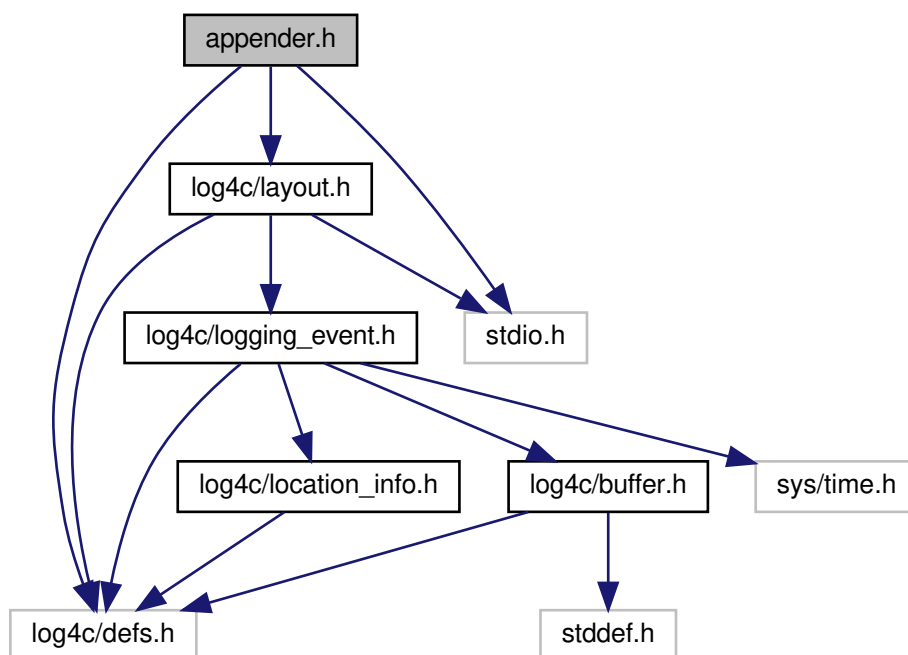 appender.h
log4c/layout.h
log4c/logging_event.h
stdio.h
log4c/location_info.h
log4c/buffer.h
sys/time.h
log4c/defs.h
stddef.h